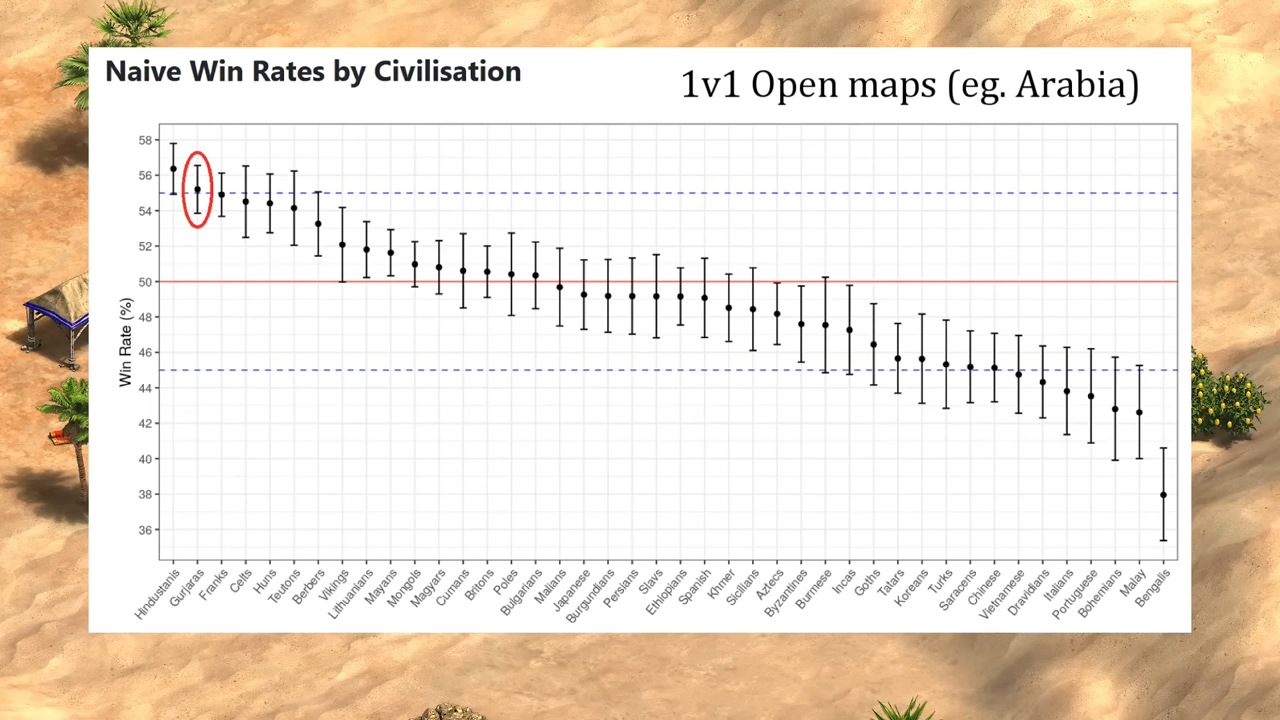 Naive Win Rates by Civilisation
1v1 Open maps (eg. Arabia)
58
56
54
52
50
48
46
44
42
40
38
36
Win Rate (%)
Hindustanis
Gurjaras
Franks
Celts
Huns
Teutons
Berbers
Vikings
Lithuanians
Mayans
Mongols
Magyars
Cumans
Britons
Poles
Bulgarians
Malians
Japanese
Burgundians
Persians
Slavs
Ethiopians
Spanish
Khmer
Sicilians
Aztecs
Byzantines
Burmese
Incas
Goths
Tatars
Koreans
Turks
Saracens
Chinese
Vietnamese
Dravidians
Italians
Portuguese
Bohemians
Malay
Bengalis